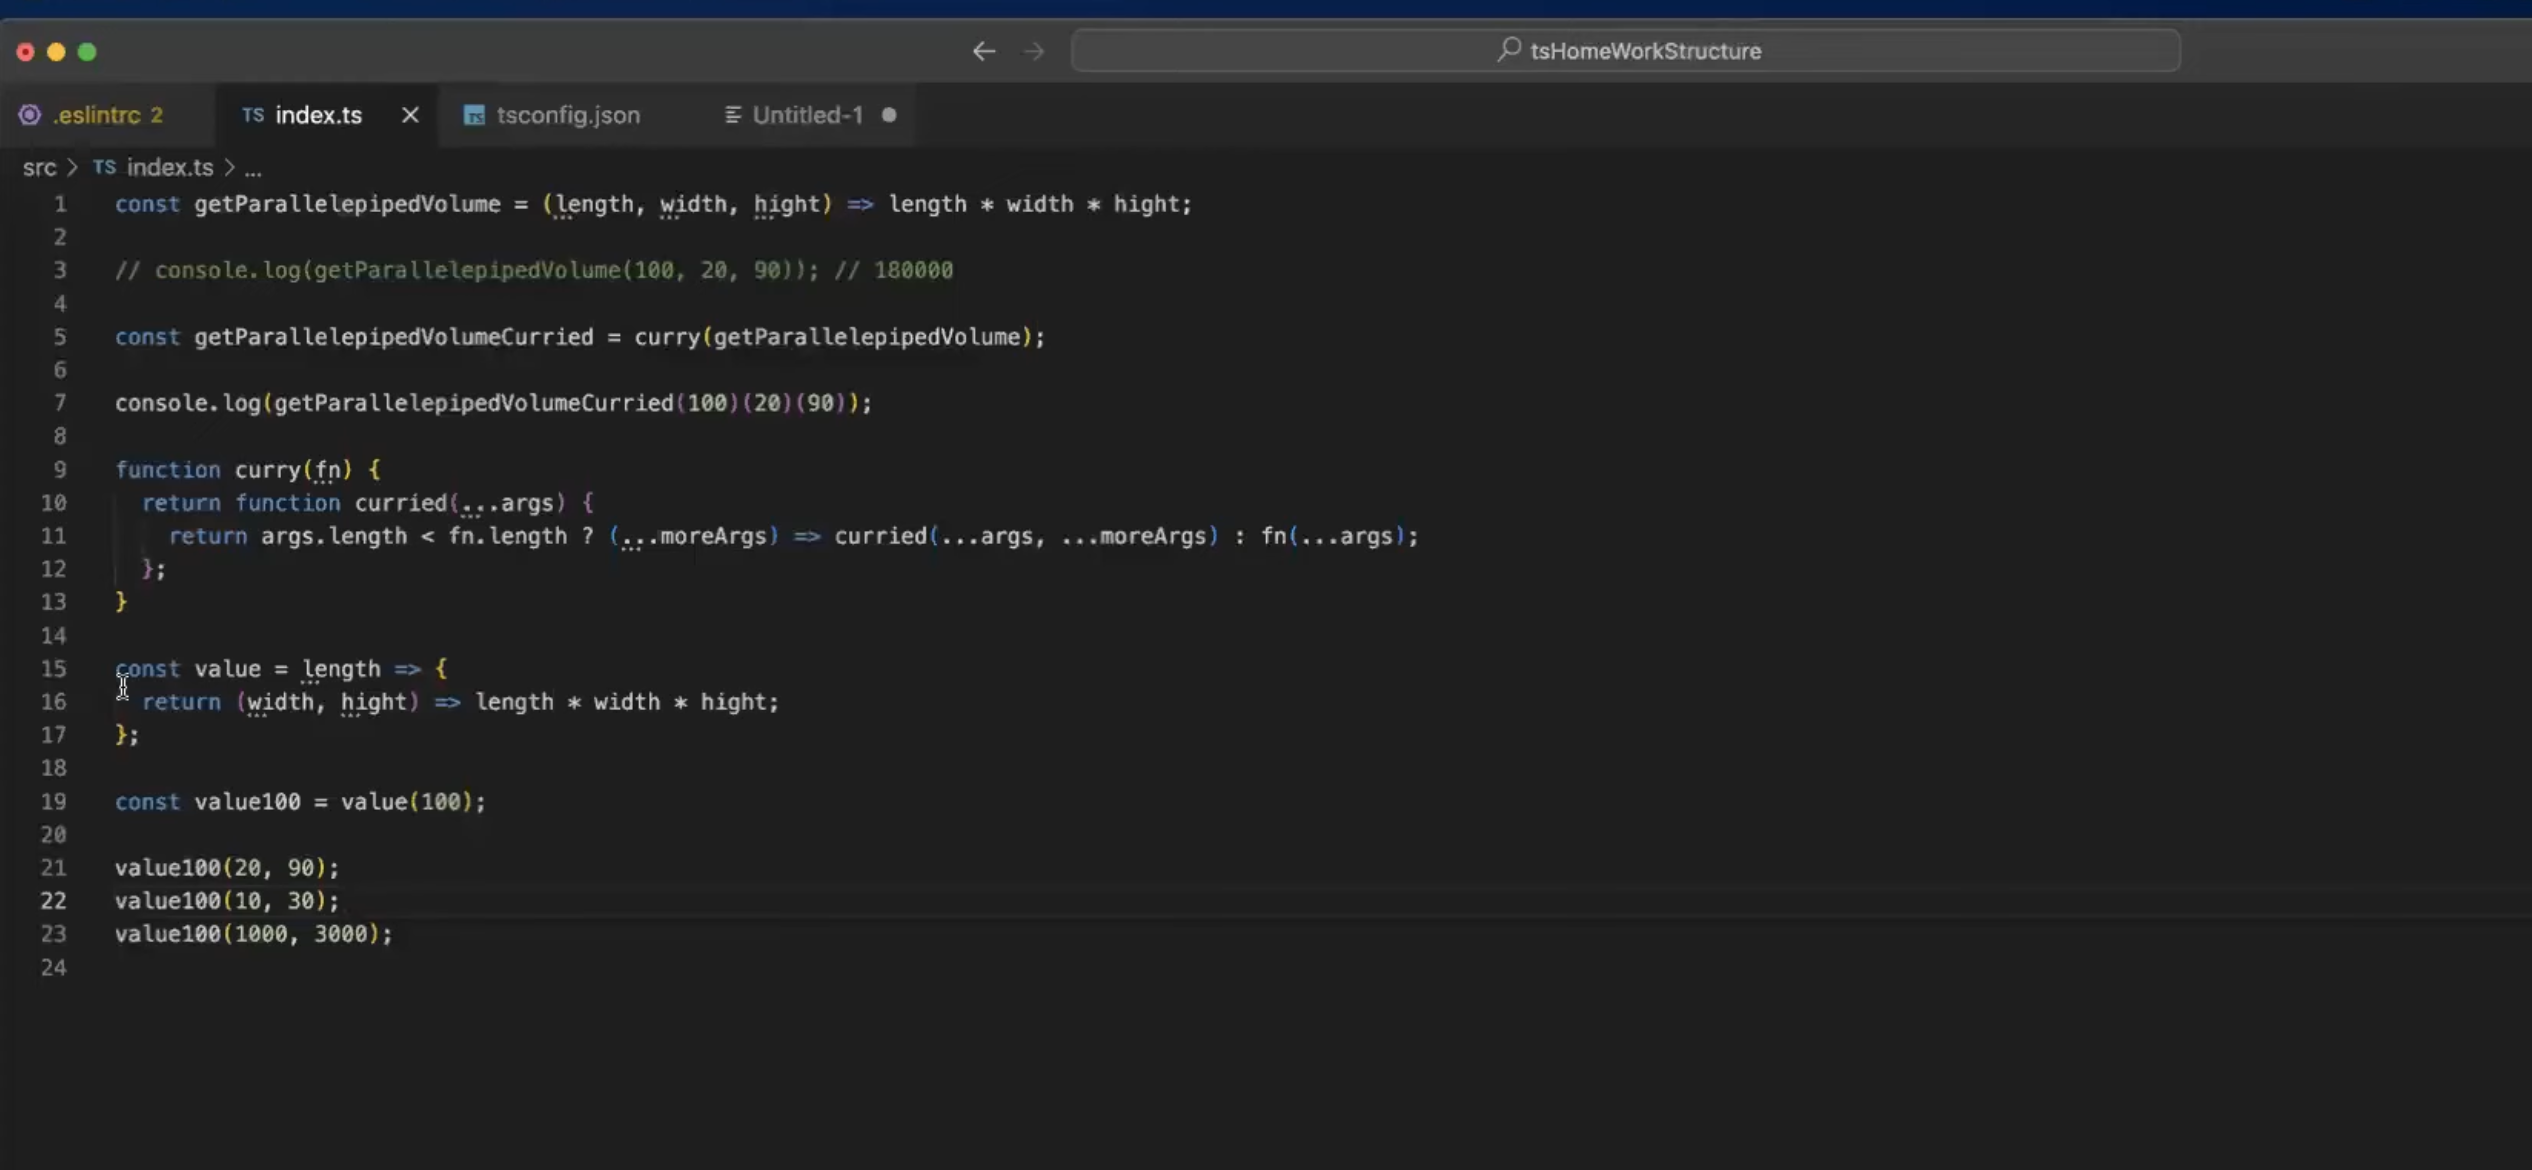 tsHomeWorkStructure
.eslintrc 2 TS index.ts tsconfig.json Untitled-1
src > TS index.ts > ...
1 const getParallelepipedVolume = (length, width, hight) => length * width * hight;
2
3 // console.log(getParallelepipedVolume(100, 20, 90)); // 180000
4
5 const getParallelepipedVolumeCurried = curry(getParallelepipedVolume);
6
7 console.log(getParallelepipedVolumeCurried(100)(20)(90));
8
9 function curry(fn) {
10 return function curried(...args) {
11 return args.length < fn.length ? (...moreArgs) => curried(...args, ...moreArgs) : fn(...args);
12 };
13 }
14
15 const value = length => {
16 return (width, hight) => length * width * hight;
17 };
18
19 const value100 = value(100);
20
21 value100(20, 90);
22 value100(10, 30);
23 value100(1000, 3000);
24